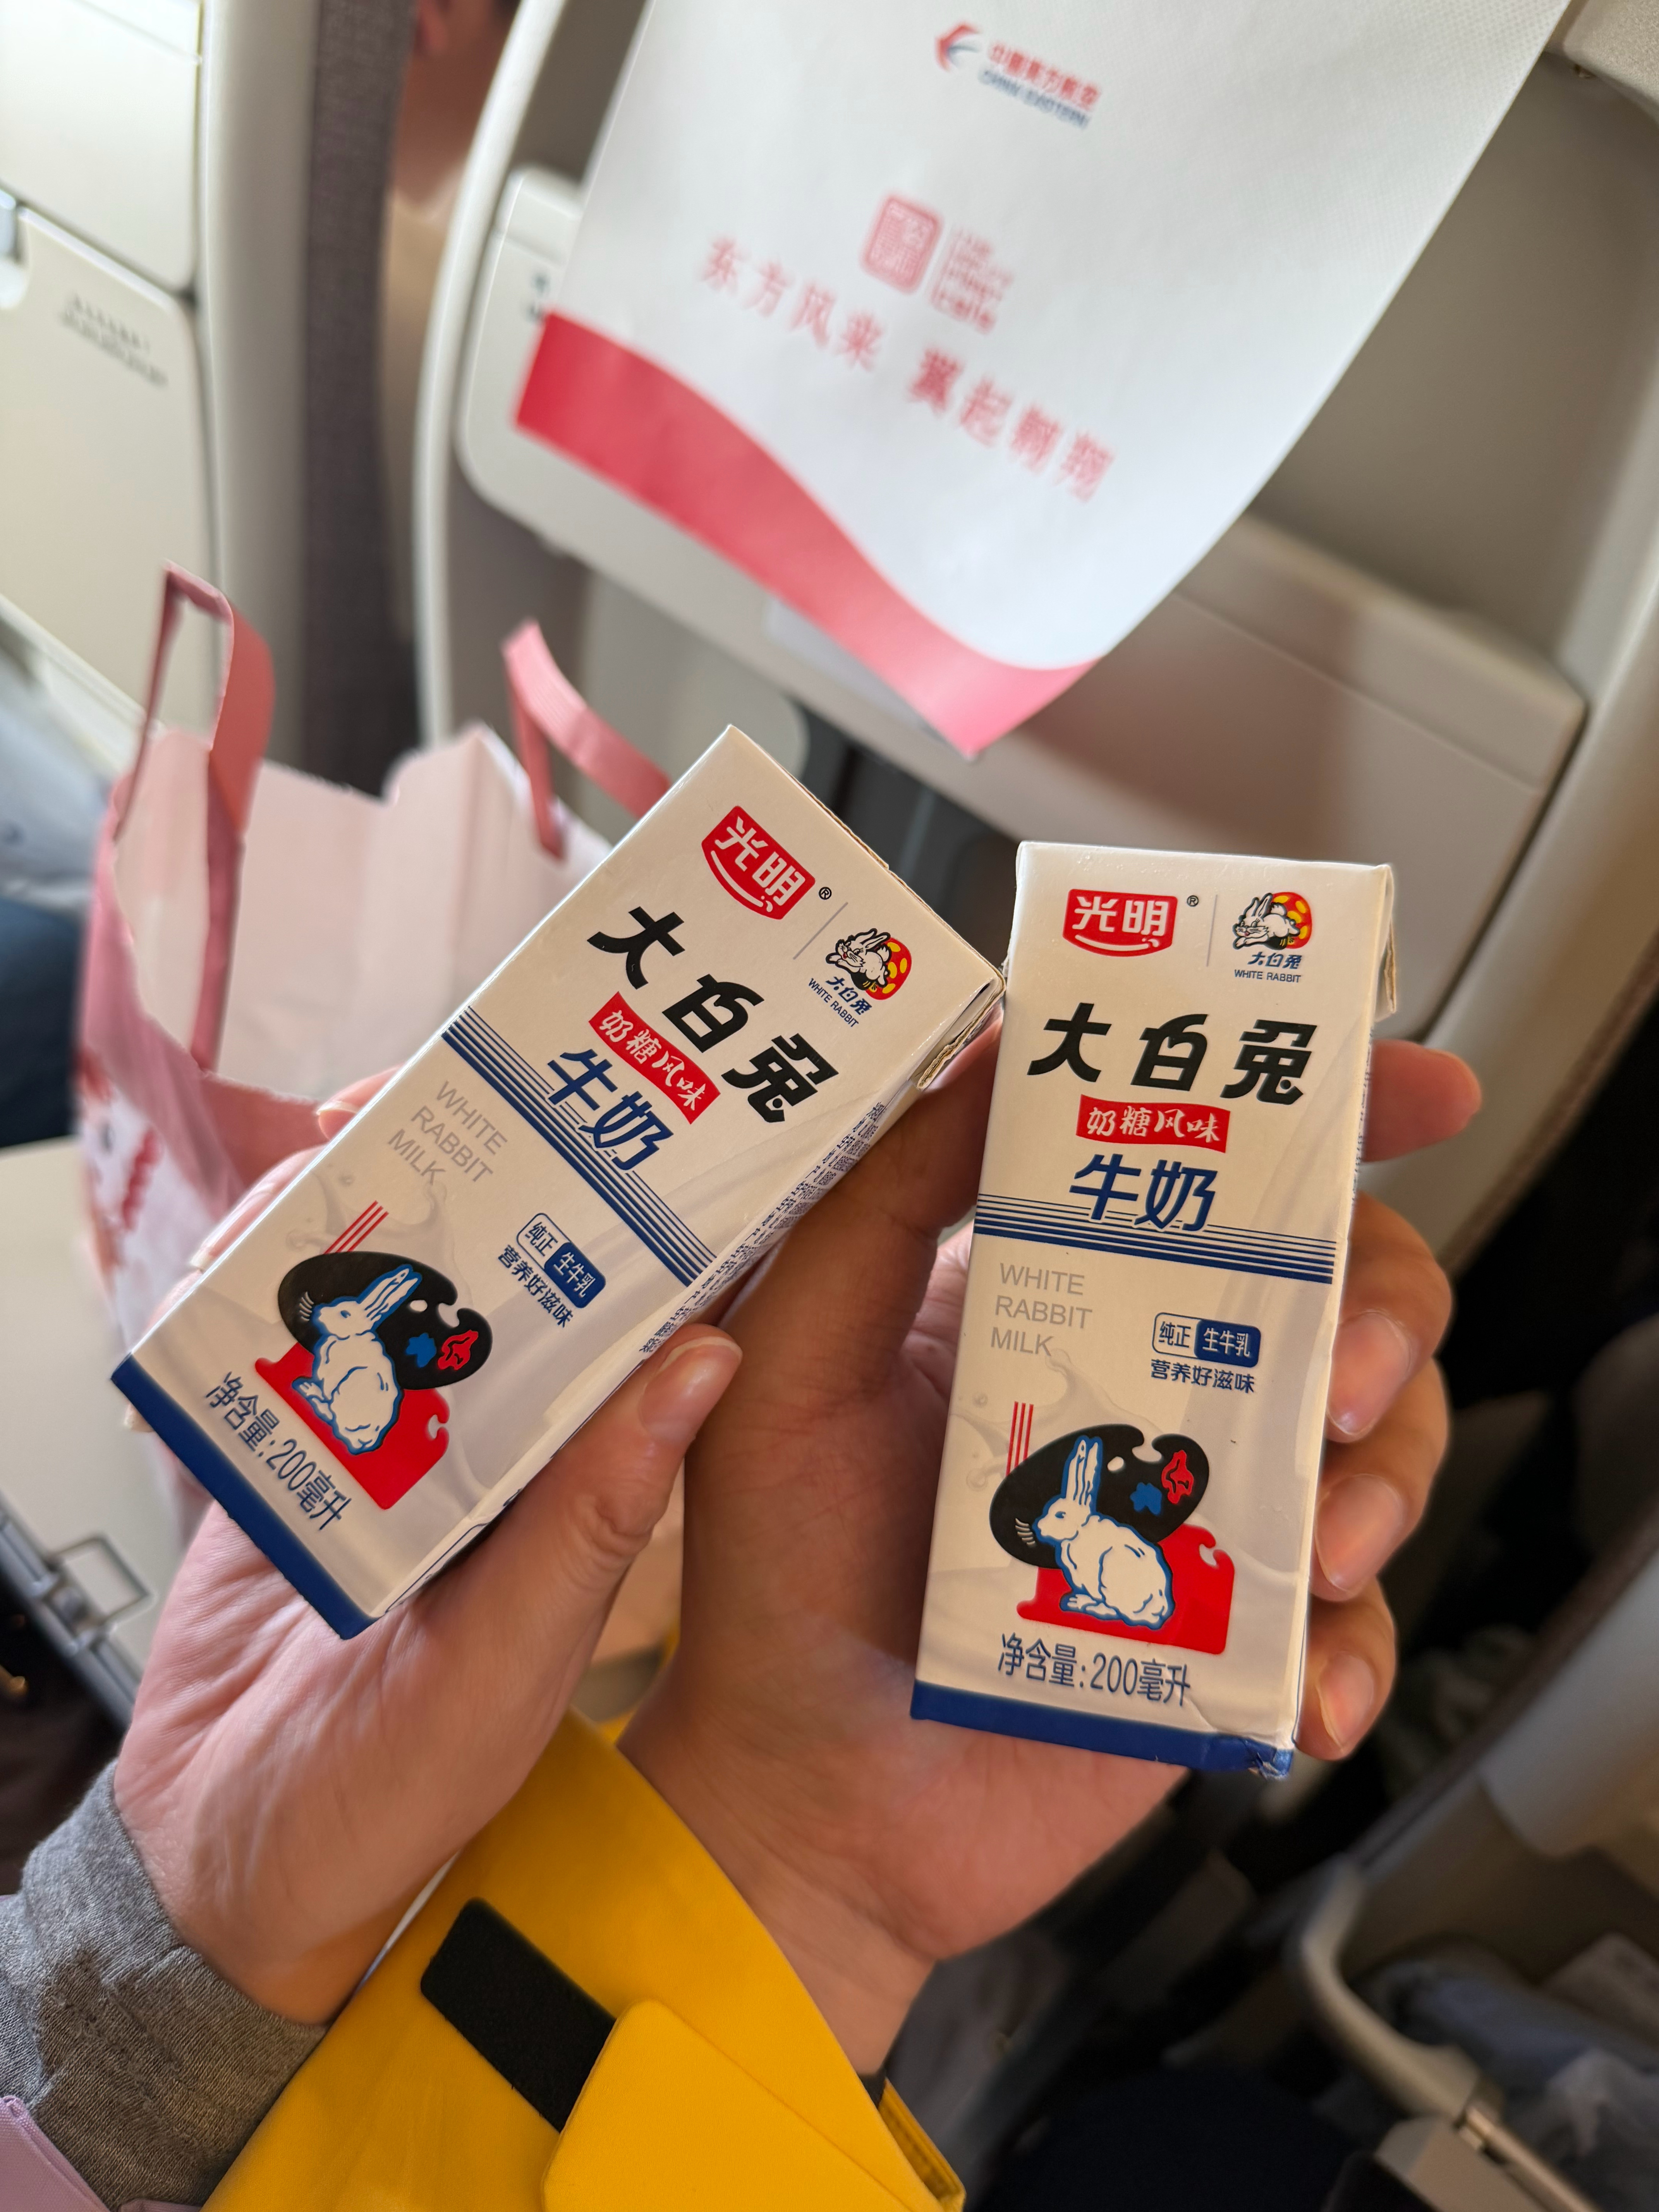 中国东方航空
CHINA EASTERN
东方风来 翼起翱翔
光明®
大白兔
WHITE RABBIT
大白兔
奶糖风味
牛奶
WHITE
RABBIT
MILK
纯正 生牛乳
营养好滋味
净含量:200毫升
光明®
大白兔
WHITE RABBIT
大白兔
奶糖风味
牛奶
WHITE
RABBIT
MILK
纯正 生牛乳
营养好滋味
净含量:200毫升